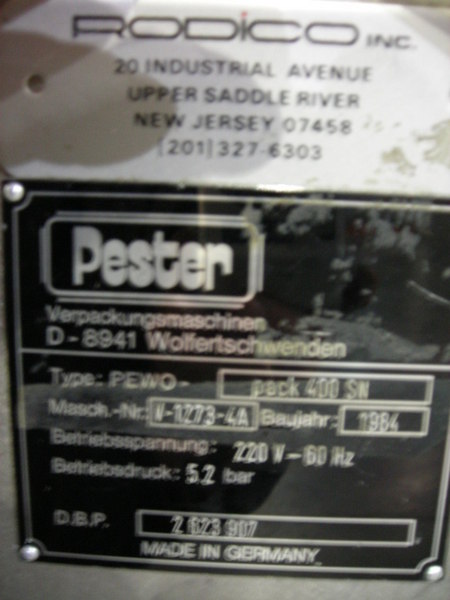 RODICO INC.
20 INDUSTRIAL AVENUE
UPPER SADDLE RIVER
NEW JERSEY 07458
(201) 327-6303
Pester
Verpackungsmaschinen
D-8941 Wolfertschwenden
Type: PEWO- pack 400 SN
Masch.-Nr: V-1273-4A Baujahr: 1984
Betriebsspannung: 220 V - 60 Hz
Betriebsdruck: 5.2 bar
D.B.P. 2 623 907
MADE IN GERMANY